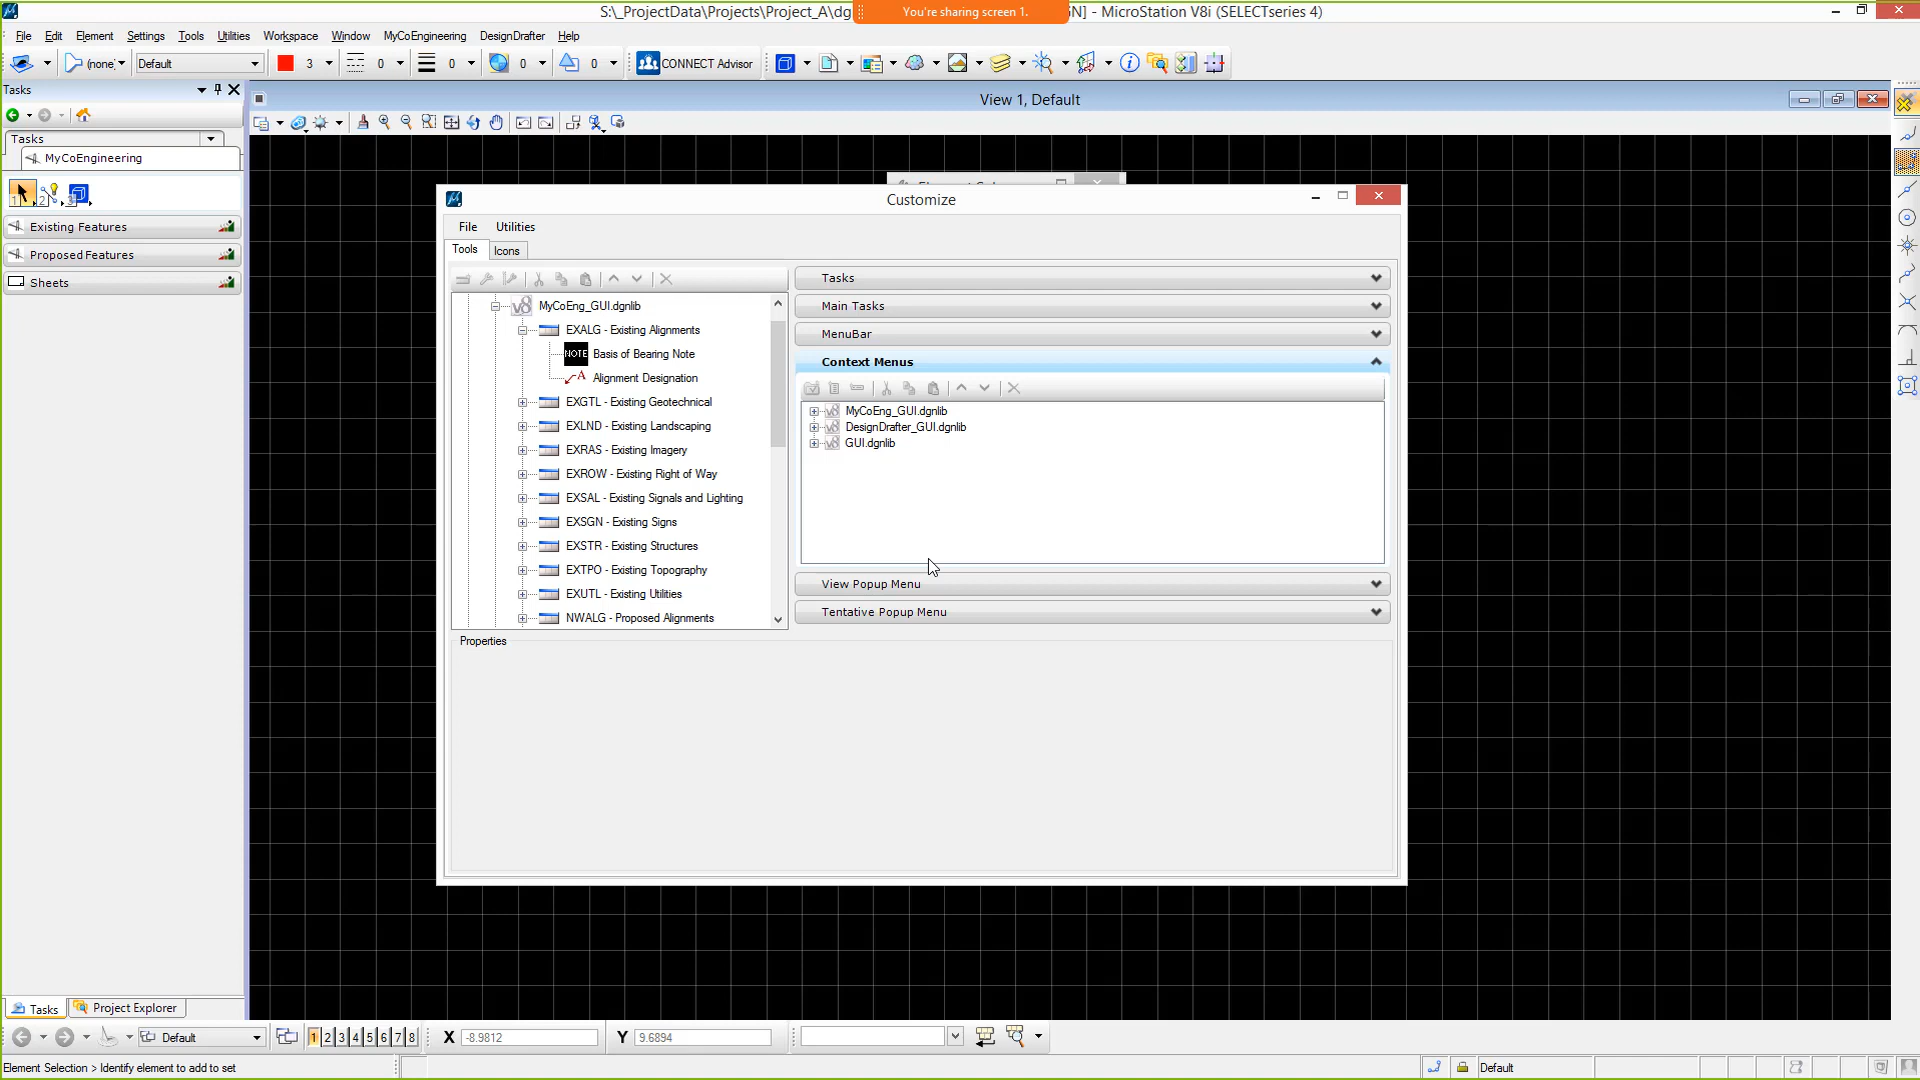 S:\_ProjectData\Projects\Project_A\dg
You're sharing screen 1.
N] - MicroStation V8i (SELECTseries 4)
File Edit Element Settings Tools Utilities Workspace Window MyCoEngineering DesignDrafter Help
(none) Default 3 0 0 0 0 CONNECT Advisor
Tasks
View 1, Default
Tasks
MyCoEngineering
1 2 3
Existing Features
Proposed Features
Sheets
Customize
File Utilities
Tools Icons
MyCoEng_GUI.dgnlib
EXALG - Existing Alignments
NOTE Basis of Bearing Note
A Alignment Designation
EXGTL - Existing Geotechnical
EXLND - Existing Landscaping
EXRAS - Existing Imagery
EXROW - Existing Right of Way
EXSAL - Existing Signals and Lighting
EXSGN - Existing Signs
EXSTR - Existing Structures
EXTPO - Existing Topography
EXUTL - Existing Utilities
NWALG - Proposed Alignments
Tasks
Main Tasks
MenuBar
Context Menus
MyCoEng_GUI.dgnlib
DesignDrafter_GUI.dgnlib
GUI.dgnlib
View Popup Menu
Tentative Popup Menu
Properties
Tasks Project Explorer
Default 1 2 3 4 5 6 7 8 X -8.9812 Y 9.6894
Element Selection > Identify element to add to set
Default